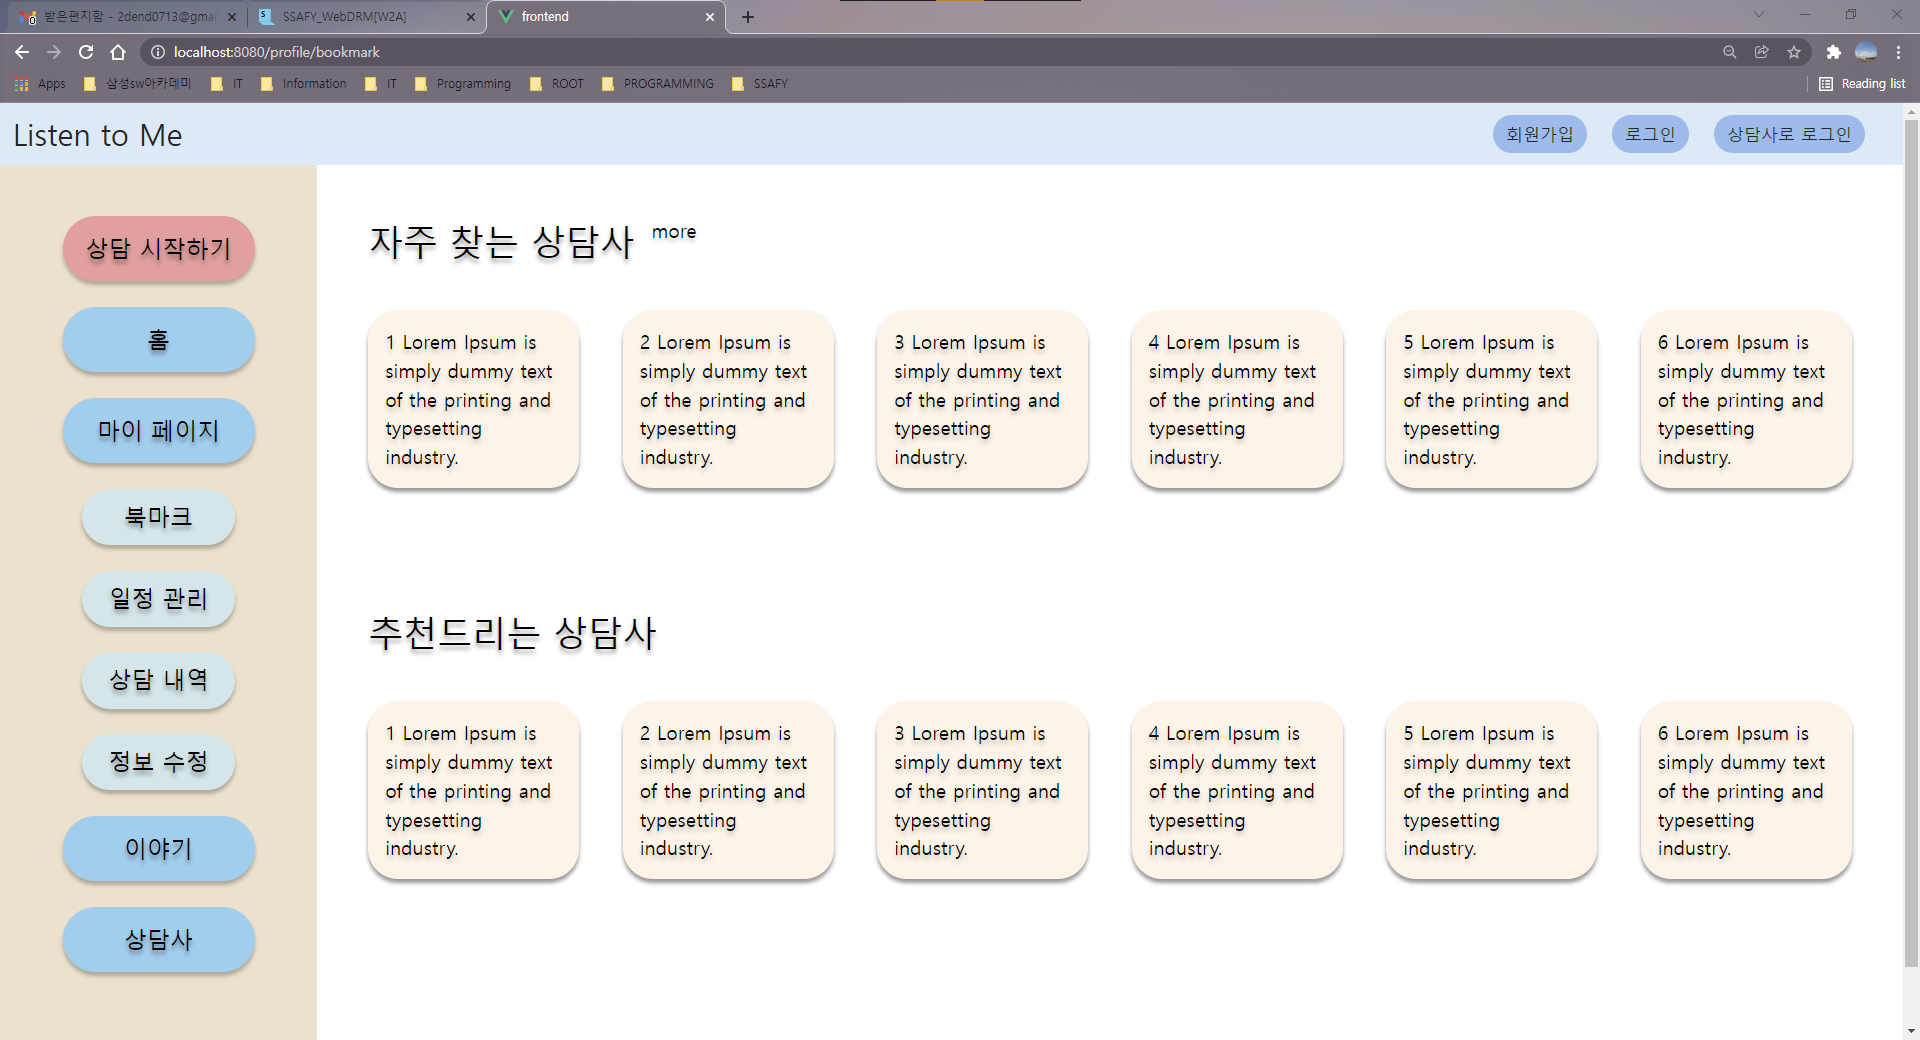 받은편지함 - 2dend0713@gmai
SSAFY_WebDRM[W2A]
frontend
localhost:8080/profile/bookmark
Apps
삼성sw아카데미
IT
Information
IT
Programming
ROOT
PROGRAMMING
SSAFY
Reading list
Listen to Me
회원가입
로그인
상담사로 로그인
상담 시작하기
홈
마이 페이지
북마크
일정 관리
상담 내역
정보 수정
이야기
상담사
자주 찾는 상담사 more
1 Lorem Ipsum is
simply dummy text
of the printing and
typesetting
industry.
2 Lorem Ipsum is
simply dummy text
of the printing and
typesetting
industry.
3 Lorem Ipsum is
simply dummy text
of the printing and
typesetting
industry.
4 Lorem Ipsum is
simply dummy text
of the printing and
typesetting
industry.
5 Lorem Ipsum is
simply dummy text
of the printing and
typesetting
industry.
6 Lorem Ipsum is
simply dummy text
of the printing and
typesetting
industry.
추천드리는 상담사
1 Lorem Ipsum is
simply dummy text
of the printing and
typesetting
industry.
2 Lorem Ipsum is
simply dummy text
of the printing and
typesetting
industry.
3 Lorem Ipsum is
simply dummy text
of the printing and
typesetting
industry.
4 Lorem Ipsum is
simply dummy text
of the printing and
typesetting
industry.
5 Lorem Ipsum is
simply dummy text
of the printing and
typesetting
industry.
6 Lorem Ipsum is
simply dummy text
of the printing and
typesetting
industry.